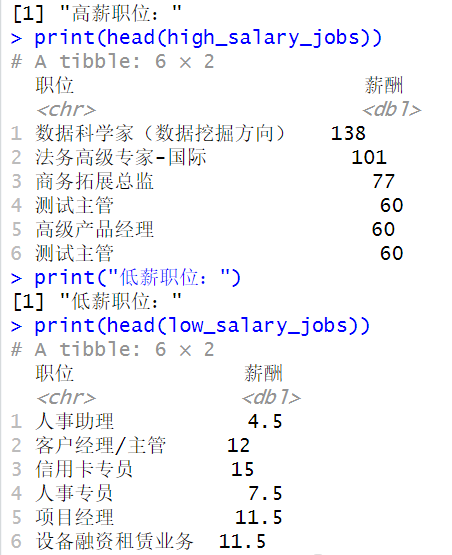 [1] "高薪职位："
> print(head(high_salary_jobs))
# A tibble: 6 × 2
职位 薪酬
<chr> <dbl>
1 数据科学家（数据挖掘方向） 138
2 法务高级专家-国际 101
3 商务拓展总监 77
4 测试主管 60
5 高级产品经理 60
6 测试主管 60
> print("低薪职位：")
[1] "低薪职位："
> print(head(low_salary_jobs))
# A tibble: 6 × 2
职位 薪酬
<chr> <dbl>
1 人事助理 4.5
2 客户经理/主管 12
3 信用卡专员 15
4 人事专员 7.5
5 项目经理 11.5
6 设备融资租赁业务 11.5